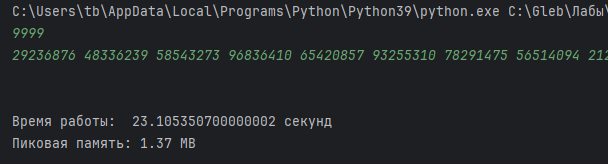 C:\Users\tb\AppData\Local\Programs\Python\Python39\python.exe C:\Gleb\Лабы\
9999
29236876 48336239 58543273 96836410 65420857 93255310 78291475 56514094 212
Время работы:  23.105350700000002 секунд
Пиковая память: 1.37 MB